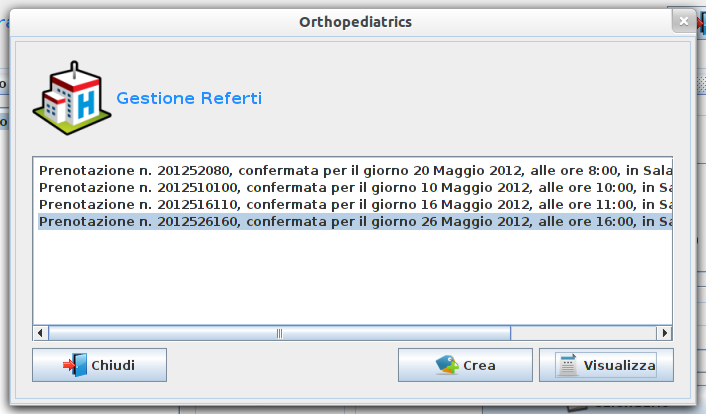 Orthopediatrics
Gestione Referti
Prenotazione n. 201252080, confermata per il giorno 20 Maggio 2012, alle ore 8:00, in Sala
Prenotazione n. 2012510100, confermata per il giorno 10 Maggio 2012, alle ore 10:00, in Sa
Prenotazione n. 2012516110, confermata per il giorno 16 Maggio 2012, alle ore 11:00, in Sa
Prenotazione n. 2012526160, confermata per il giorno 26 Maggio 2012, alle ore 16:00, in Sa
Chiudi
Crea
Visualizza